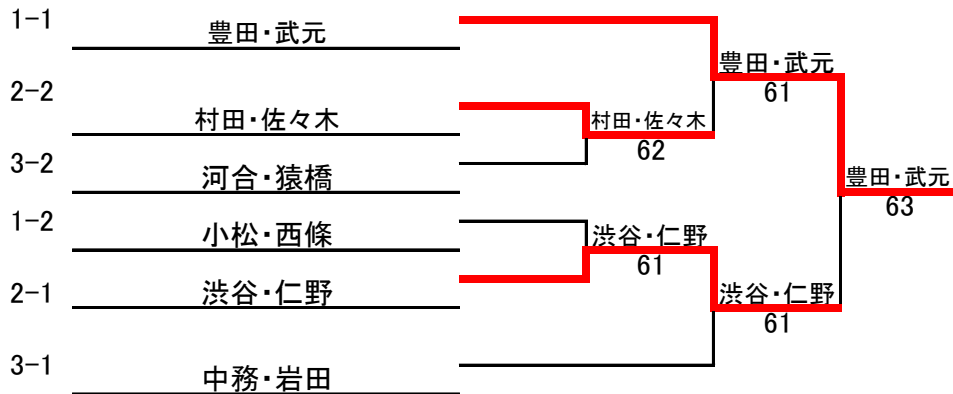 1-1
豊田・武元
豊田・武元
61
2-2
村田・佐々木
村田・佐々木
62
3-2
河合・猿橋
豊田・武元
63
1-2
小松・西條
渋谷・仁野
61
2-1
渋谷・仁野
渋谷・仁野
61
3-1
中務・岩田